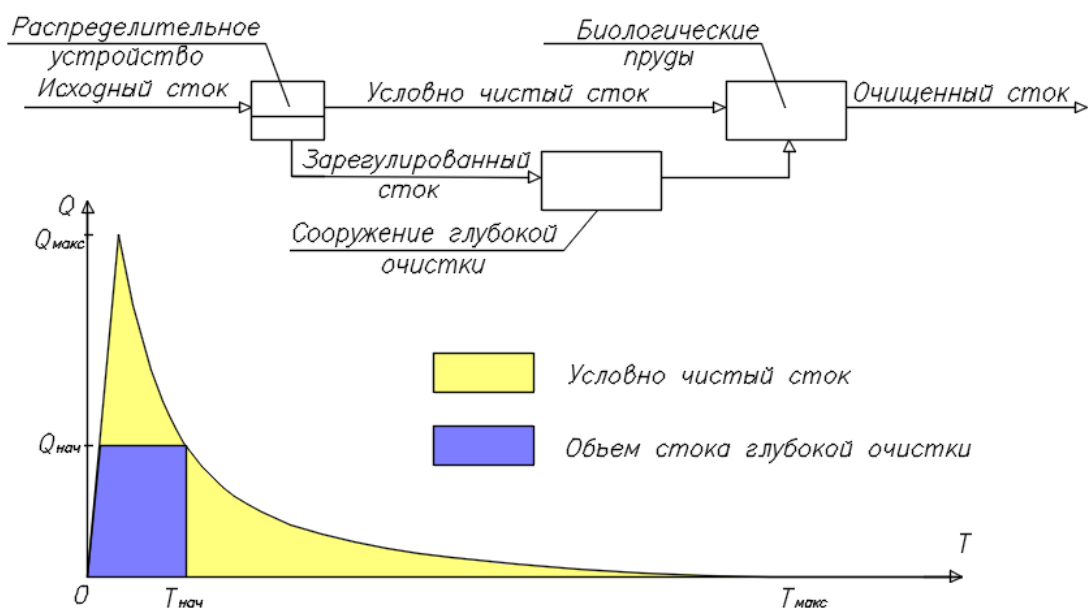 Распределительное
устройство
Биологические
пруды
Исходный сток
Условно чистый сток
Очищенный сток
Зарегулированный
сток
Сооружение глубокой
очистки
Q
Qмакс
Условно чистый сток
Qнач
Объем стока глубокой очистки
T
0
Tнач
Tмакс